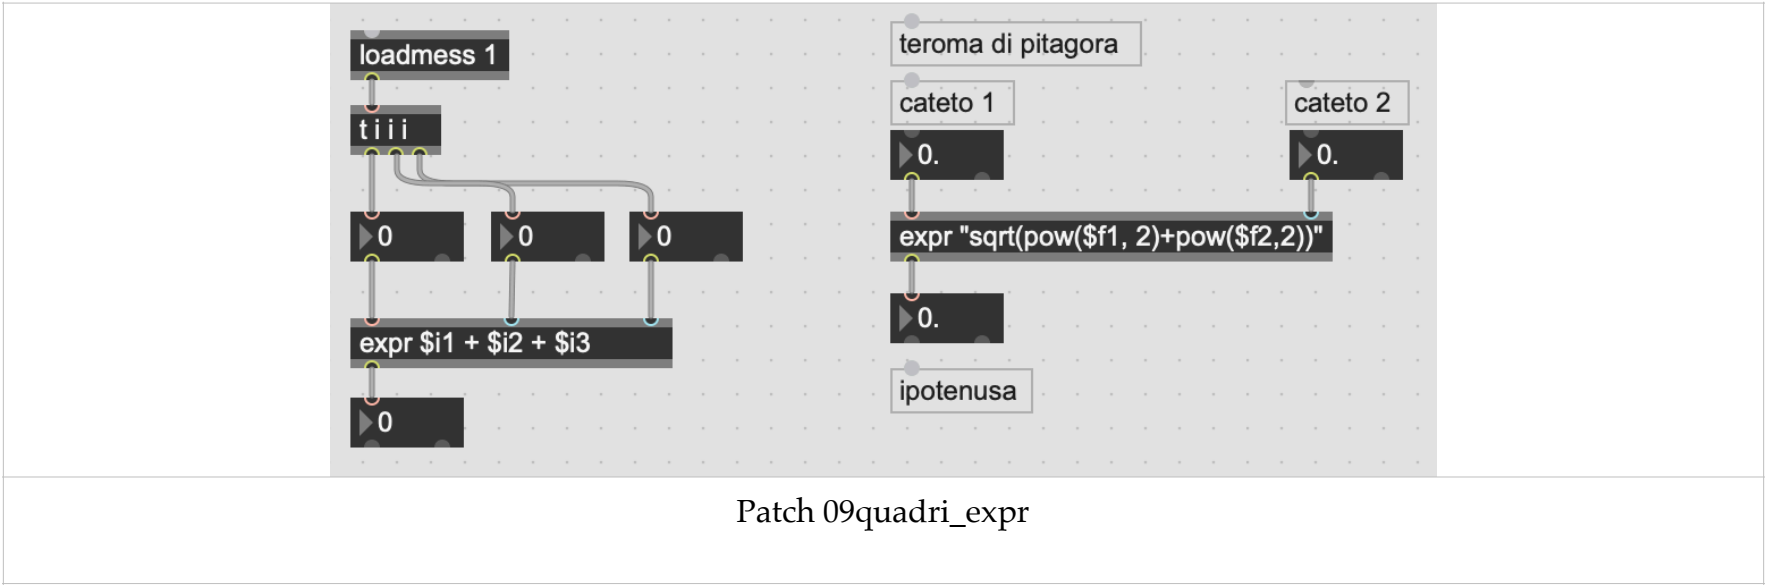 loadmess 1
t i i i
0
0
0
expr $i1 + $i2 + $i3
0
teroma di pitagora
cateto 1
cateto 2
0.
0.
expr "sqrt(pow($f1, 2)+pow($f2,2))"
0.
ipotenusa
Patch 09quadri_expr